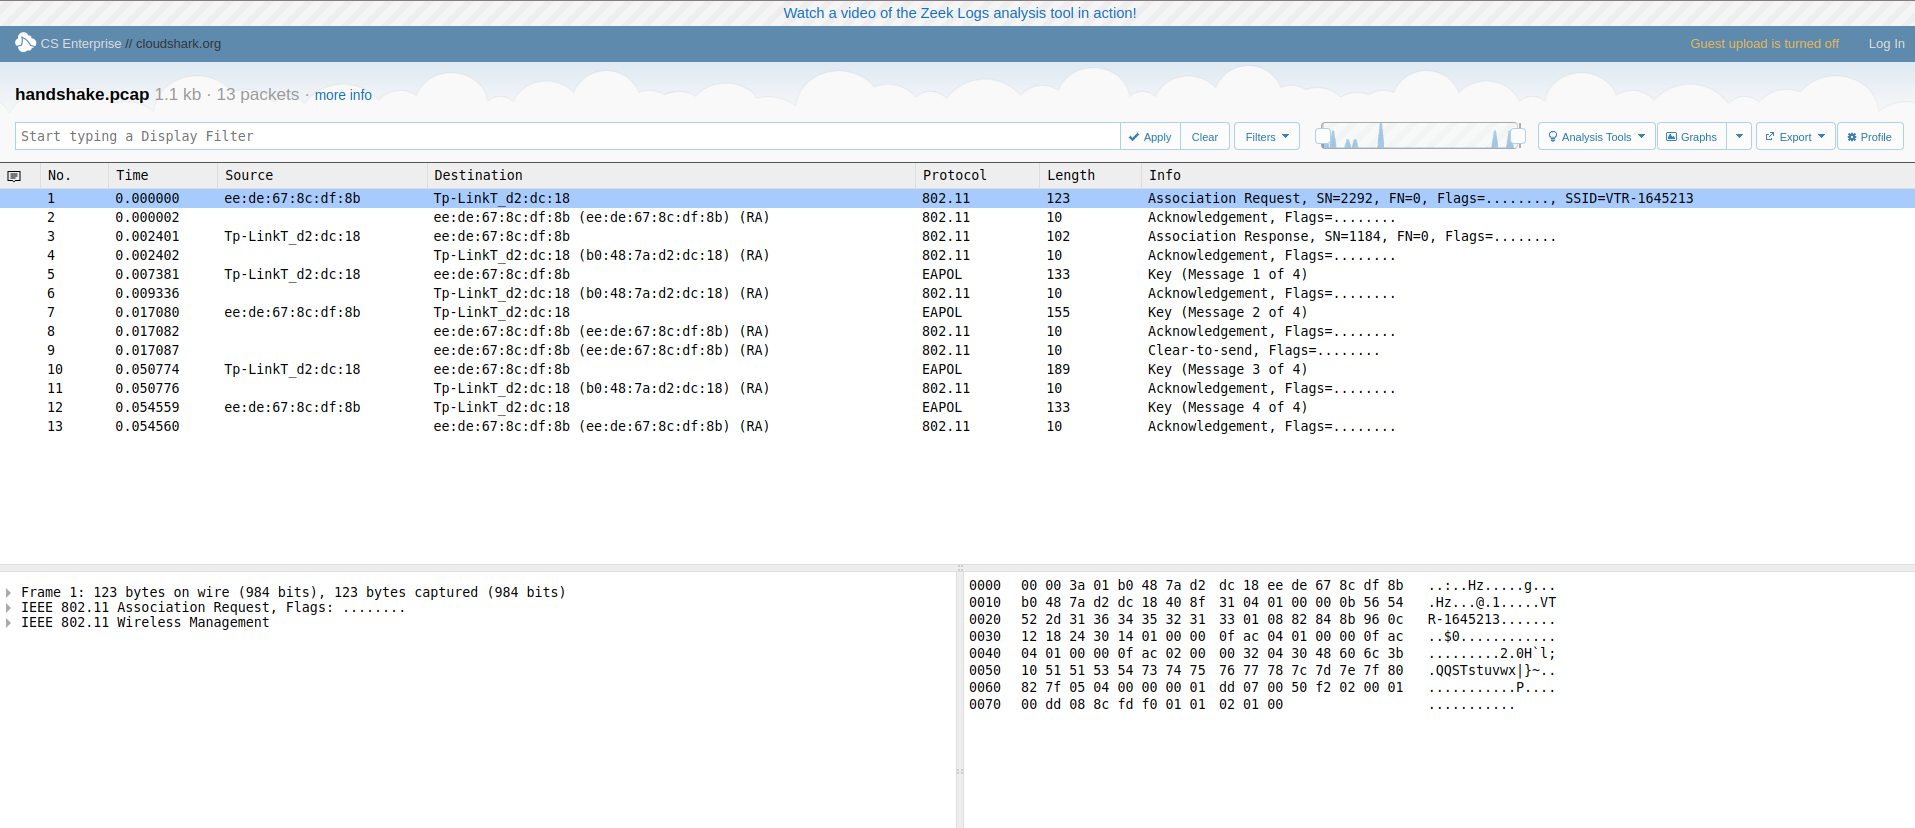 Watch a video of the Zeek Logs analysis tool in action!
CS Enterprise // cloudshark.org
Guest upload is turned off
Log In
handshake.pcap 1.1 kb · 13 packets · more info
Start typing a Display Filter
Apply
Clear
Filters
Analysis Tools
Graphs
Export
Profile
No. Time Source Destination Protocol Length Info
1 0.000000 ee:de:67:8c:df:8b Tp-LinkT_d2:dc:18 802.11 123 Association Request, SN=2292, FN=0, Flags=........, SSID=VTR-1645213
2 0.000002 ee:de:67:8c:df:8b (ee:de:67:8c:df:8b) (RA) 802.11 10 Acknowledgement, Flags=........
3 0.002401 Tp-LinkT_d2:dc:18 ee:de:67:8c:df:8b 802.11 102 Association Response, SN=1184, FN=0, Flags=........
4 0.002402 Tp-LinkT_d2:dc:18 (b0:48:7a:d2:dc:18) (RA) 802.11 10 Acknowledgement, Flags=........
5 0.007381 Tp-LinkT_d2:dc:18 ee:de:67:8c:df:8b EAPOL 133 Key (Message 1 of 4)
6 0.009336 Tp-LinkT_d2:dc:18 (b0:48:7a:d2:dc:18) (RA) 802.11 10 Acknowledgement, Flags=........
7 0.017080 ee:de:67:8c:df:8b Tp-LinkT_d2:dc:18 EAPOL 155 Key (Message 2 of 4)
8 0.017082 ee:de:67:8c:df:8b (ee:de:67:8c:df:8b) (RA) 802.11 10 Acknowledgement, Flags=........
9 0.017087 ee:de:67:8c:df:8b (ee:de:67:8c:df:8b) (RA) 802.11 10 Clear-to-send, Flags=........
10 0.050774 Tp-LinkT_d2:dc:18 ee:de:67:8c:df:8b EAPOL 189 Key (Message 3 of 4)
11 0.050776 Tp-LinkT_d2:dc:18 (b0:48:7a:d2:dc:18) (RA) 802.11 10 Acknowledgement, Flags=........
12 0.054559 ee:de:67:8c:df:8b Tp-LinkT_d2:dc:18 EAPOL 133 Key (Message 4 of 4)
13 0.054560 ee:de:67:8c:df:8b (ee:de:67:8c:df:8b) (RA) 802.11 10 Acknowledgement, Flags=........
Frame 1: 123 bytes on wire (984 bits), 123 bytes captured (984 bits)
IEEE 802.11 Association Request, Flags: ........
IEEE 802.11 Wireless Management
0000 00 00 3a 01 b0 48 7a d2 dc 18 ee de 67 8c df 8b ..:..Hz.....g...
0010 b0 48 7a d2 dc 18 40 8f 31 04 01 00 00 0b 56 54 .Hz...@.1.....VT
0020 52 2d 31 36 34 35 32 31 33 01 08 82 84 8b 96 0c R-1645213.......
0030 12 18 24 30 14 01 00 00 0f ac 04 01 00 00 0f ac ..$0............
0040 04 01 00 00 0f ac 02 00 00 32 04 30 48 60 6c 3b .........2.0H`l;
0050 10 51 51 53 54 73 74 75 76 77 78 7c 7d 7e 7f 80 .QQSTstuvwx|}~..
0060 82 7f 05 04 00 00 00 01 dd 07 00 50 f2 02 00 01 ...........P....
0070 00 dd 08 8c fd f0 01 01 02 01 00 ...........